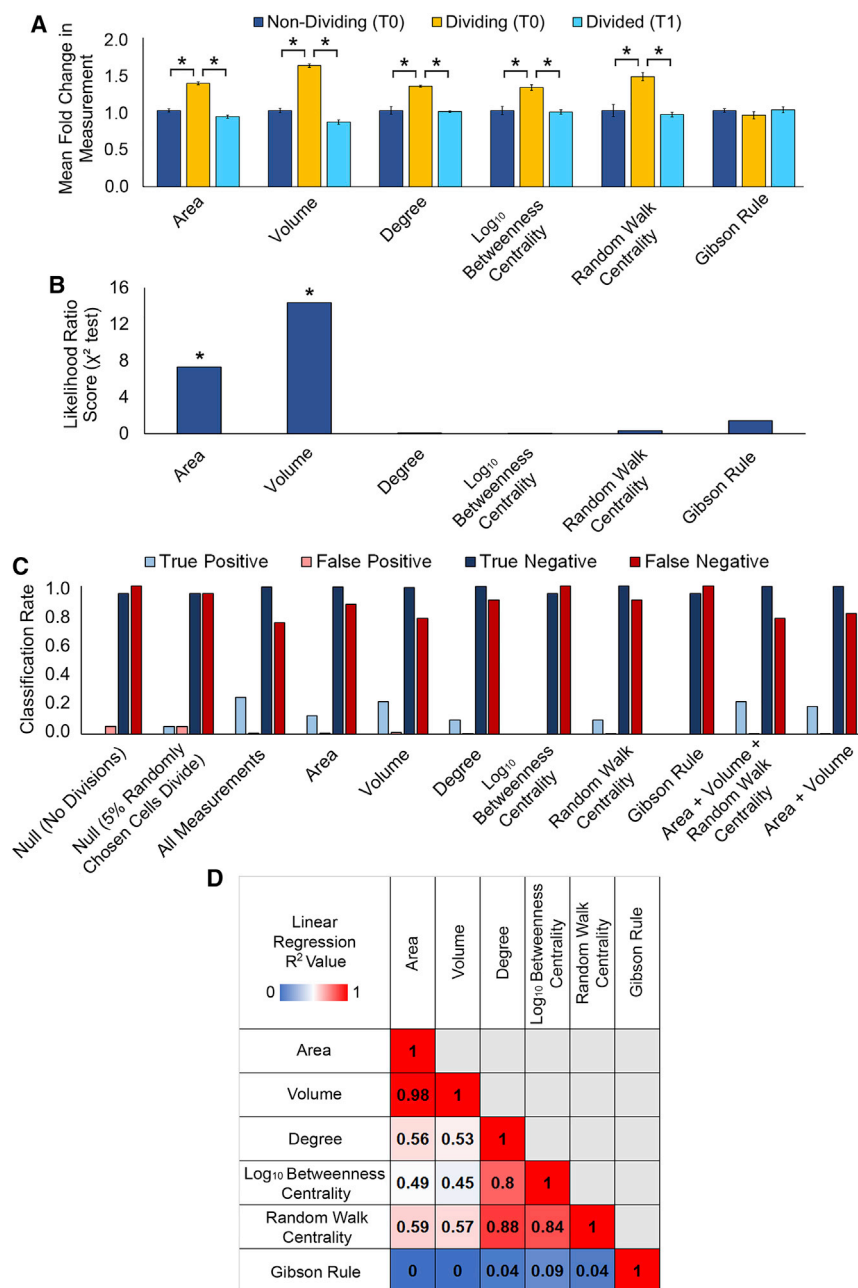 A
Non-Dividing (T0) Dividing (T0) Divided (T1)
Mean Fold Change in
Measurement
2.0
1.5
1.0
0.5
0.0
* * * * * * * * * *
Area
Volume
Degree
Log₁₀
Betweenness
Centrality
Random Walk
Centrality
Gibson Rule
B
Likelihood Ratio
Score (χ² test)
16
12
8
4
0
* *
Area
Volume
Degree
Log₁₀
Betweenness
Centrality
Random Walk
Centrality
Gibson Rule
C
True Positive False Positive True Negative False Negative
Classification Rate
1.0
0.8
0.6
0.4
0.2
0.0
Null (No Divisions)
Null (5% Randomly
Chosen Cells Divide)
All Measurements
Area
Volume
Degree
Log₁₀
Betweenness
Centrality
Random Walk
Centrality
Gibson Rule
Area + Volume +
Random Walk
Centrality
Area + Volume
D
Linear
Regression
R² Value
0 1
Area
Volume
Degree
Log₁₀ Betweenness
Centrality
Random Walk
Centrality
Gibson Rule
Area 1
Volume 0.98 1
Degree 0.56 0.53 1
Log₁₀ Betweenness
Centrality 0.49 0.45 0.8 1
Random Walk
Centrality 0.59 0.57 0.88 0.84 1
Gibson Rule 0 0 0.04 0.09 0.04 1